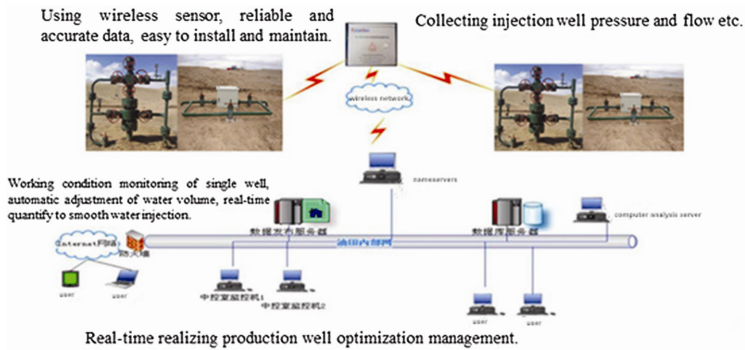 Using wireless sensor, reliable and
accurate data, easy to install and maintain.
Collecting injection well pressure and flow etc.
wireless network
nameservers
Working condition monitoring of single well,
automatic adjustment of water volume, real-time
quantify to smooth water injection.
数据发布服务器
数据库服务器
computer analysis server
Internet网络
防火墙
油田内部网
user
user
中控室监控机1
中控室监控机2
user
user
Real-time realizing production well optimization management.